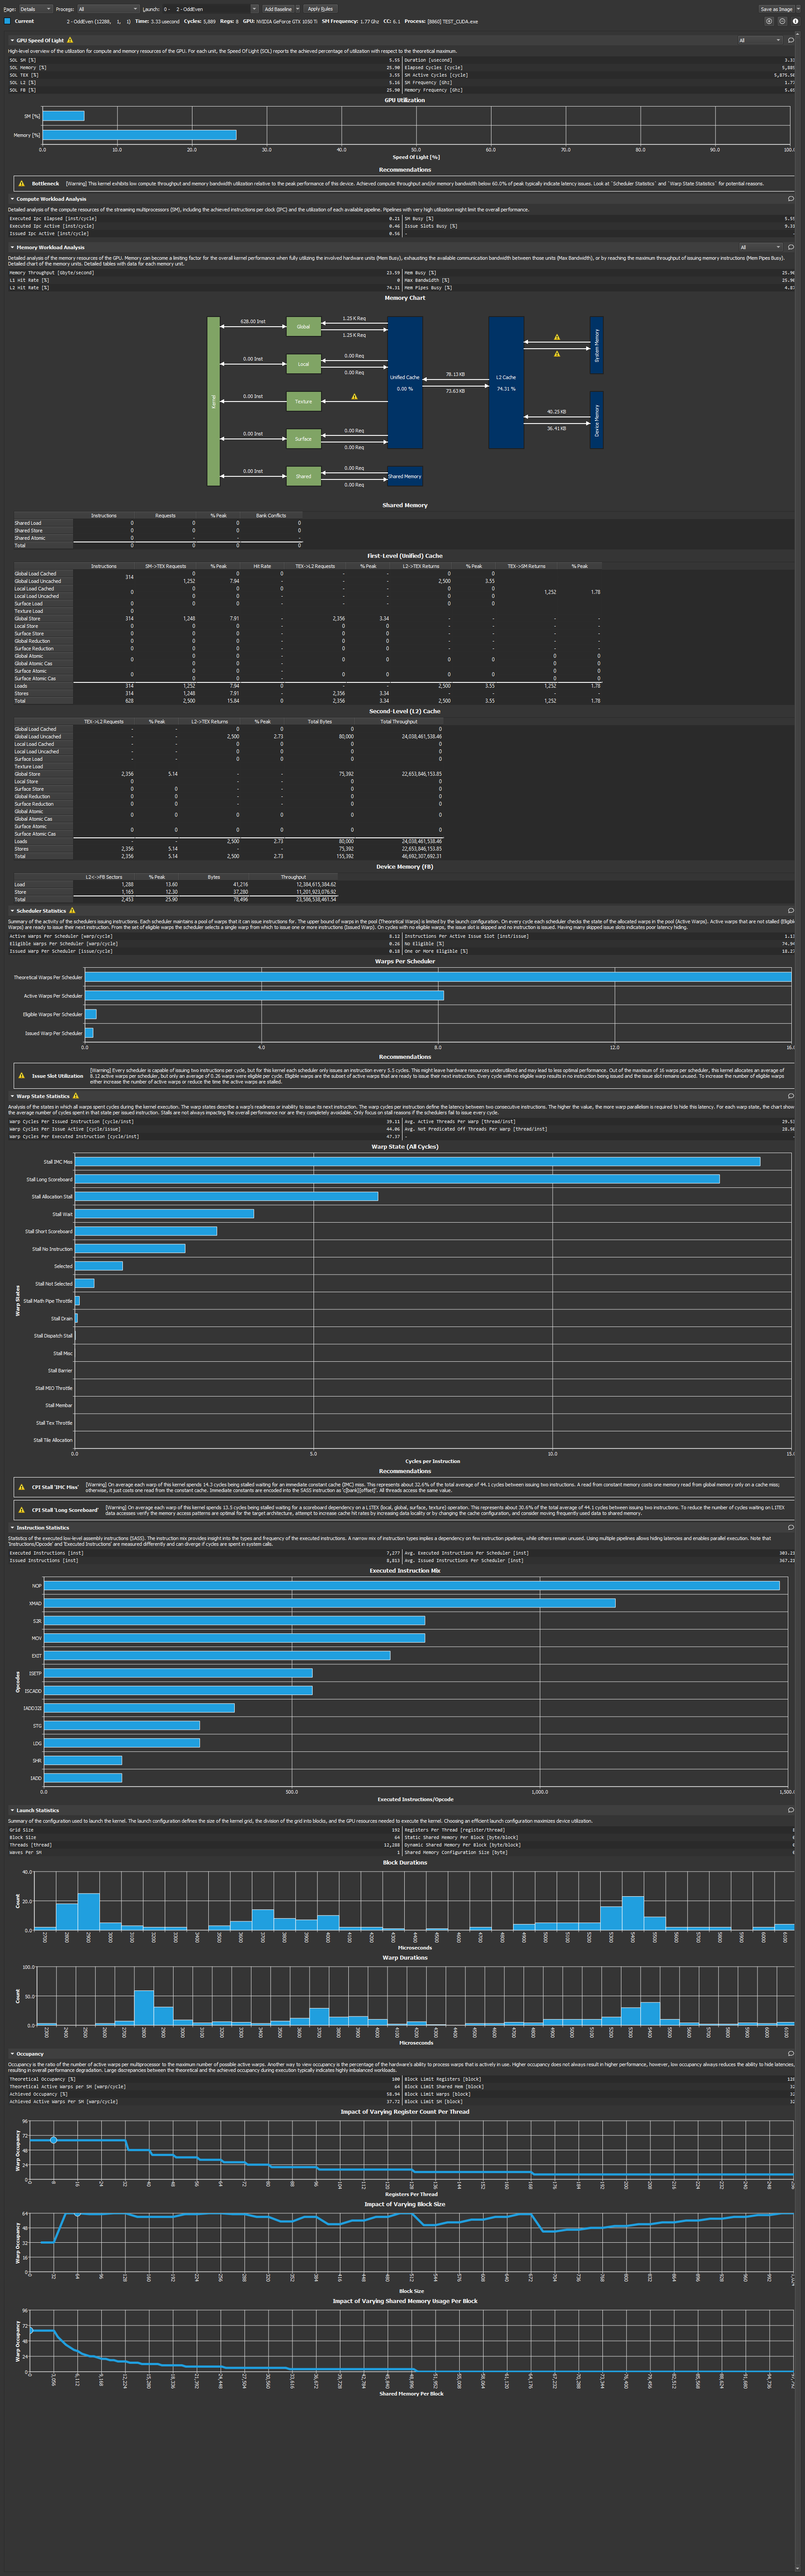 Page: Details Process: All Launch: 0 - 2 - OddEven Add Baseline Apply Rules Save as Image
Current 2 - OddEven (12288, 1, 1) Time: 3.33 usecond Cycles: 5,889 Regs: 8 GPU: NVIDIA GeForce GTX 1050 Ti SM Frequency: 1.77 Ghz CC: 6.1 Process: [8860] TEST_CUDA.exe
GPU Speed Of Light All
High-level overview of the utilization for compute and memory resources of the GPU. For each unit, the Speed Of Light (SOL) reports the achieved percentage of utilization with respect to the theoretical maximum.
SOL SM [%] 5.55 Duration [usecond] 3.33
SOL Memory [%] 25.90 Elapsed Cycles [cycle] 5,889
SOL TEX [%] 3.55 SM Active Cycles [cycle]
SOL L2 [%] 5.16 SM Frequency [Ghz] 1.77
SOL FB [%] 25.90 Memory Frequency [Ghz]
GPU Utilization
SM [%]
Memory [%]
0.0 10.0 20.0 30.0 40.0 50.0 60.0 70.0 80.0 90.0 100.
Speed Of Light [%]
Recommendations
Bottleneck [Warning] This kernel exhibits low compute throughput and memory bandwidth utilization relative to the peak performance of this device. Achieved compute throughput and/or memory bandwidth below 60.0% of peak typically indicate latency issues. Look at `Scheduler Statistics` and `Warp State Statistics` for potential reasons.
Compute Workload Analysis
Detailed analysis of the compute resources of the streaming multiprocessors (SM), including the achieved instructions per clock (IPC) and the utilization of each available pipeline. Pipelines with very high utilization might limit the overall performance.
Executed Ipc Elapsed [inst/cycle] 0.21 SM Busy [%]
Executed Ipc Active [inst/cycle] 0.46 Issue Slots Busy [%]
Issued Ipc Active [inst/cycle] 0.56 -
Memory Workload Analysis All
Detailed analysis of the memory resources of the GPU. Memory can become a limiting factor for the overall kernel performance when fully utilizing the involved hardware units (Mem Busy), exhausting the available communication bandwidth between those units (Max Bandwidth), or by reaching the maximum throughput of issuing memory instructions (Mem Pipes Busy).
Detailed chart of the memory units. Detailed tables with data for each memory unit.
Memory Throughput [Gbyte/second] 23.59 Mem Busy [%] 25.90
L1 Hit Rate [%] 0 Max Bandwidth [%] 25.90
L2 Hit Rate [%] 74.31 Mem Pipes Busy [%]
Memory Chart
Kernel
628.00 Inst Global 1.25 K Req
1.25 K Req
0.00 Inst Local 0.00 Req
0.00 Req
0.00 Inst Texture
0.00 Inst Surface 0.00 Req
0.00 Req
0.00 Inst Shared 0.00 Req
0.00 Req
Unified Cache
0.00 %
78.13 KB
73.63 KB
L2 Cache
74.31 %
System Memory
40.25 KB
36.41 KB
Device Memory
Shared Memory
Shared Memory
Instructions Requests % Peak Bank Conflicts
Shared Load 0 0 0 0
Shared Store 0 0 0 0
Shared Atomic 0 - - -
Total 0 0 0 0
First-Level (Unified) Cache
Instructions SM->TEX Requests % Peak Hit Rate TEX->L2 Requests % Peak L2->TEX Returns % Peak TEX->SM Returns % Peak
Global Load Cached 314 0 0 0 - - 0 0
Global Load Uncached 1,252 7.94 - - - 2,500 3.55
Local Load Cached 0 0 0 0 - - 0 0 1,252 1.78
Local Load Uncached 0 0 - - - 0 0
Surface Load 0 0 0 - - - 0 0
Texture Load 0
Global Store 314 1,248 7.91 - 2,356 3.34 - - - -
Local Store 0 0 0 - 0 0 - - - -
Surface Store 0 0 0 - 0 0 - - - -
Global Reduction 0 0 0 - 0 0 - - - -
Surface Reduction 0 0 0 - 0 0 - - - -
Global Atomic 0 0 0 - 0 0 0 0 0 0
Global Atomic Cas 0 0 0 - 0 0
Surface Atomic 0 0 0 - 0 0 0 0 0 0
Surface Atomic Cas 0 0 0 - 0 0
Loads 314 1,252 7.94 0 - - 2,500 3.55 1,252 1.78
Stores 314 1,248 7.91 - 2,356 3.34 - - - -
Total 628 2,500 15.84 0 2,356 3.34 2,500 3.55 1,252 1.78
Second-Level (L2) Cache
TEX->L2 Requests % Peak L2->TEX Returns % Peak Total Bytes Total Throughput
Global Load Cached - - 0 0 0 0
Global Load Uncached - - 2,500 2.73 80,000 24,038,461,538.46
Local Load Cached - - 0 0 0 0
Local Load Uncached - - 0 0 0 0
Surface Load - - 0 0 0 0
Texture Load
Global Store 2,356 5.14 - - 75,392 22,653,846,153.85
Local Store 0 - - 0 0
Surface Store 0 0 - - 0 0
Global Reduction 0 0 - - 0 0
Surface Reduction 0 0 - - 0 0
Global Atomic 0 0 0 0 0 0
Global Atomic Cas
Surface Atomic 0 0 0 0 0 0
Surface Atomic Cas
Loads - - 2,500 2.73 80,000 24,038,461,538.46
Stores 2,356 5.14 - - 75,392 22,653,846,153.85
Total 2,356 5.14 2,500 2.73 155,392 46,692,307,692.31
Device Memory (FB)
L2<->FB Sectors % Peak Bytes Throughput
Load 1,288 13.60 41,216 12,384,615,384.62
Store 1,165 12.30 37,280 11,201,923,076.92
Total 2,453 25.90 78,496 23,586,538,461.54
Scheduler Statistics
Summary of the activity of the schedulers issuing instructions. Each scheduler maintains a pool of warps that it can issue instructions for. The upper bound of warps in the pool (Theoretical Warps) is limited by the launch configuration. On every cycle each scheduler checks the state of the allocated warps in the pool (Active Warps). Active warps that are not stalled (Eligible
Warps) are ready to issue their next instruction. From the set of eligible warps the scheduler selects a single warp from which to issue one or more instructions (Issued Warp). On cycles with no eligible warps, the issue slot is skipped and no instruction is issued. Having many skipped issue slots indicates poor latency hiding.
Active Warps Per Scheduler [warp/cycle] 8.12 Instructions Per Active Issue Slot [inst/issue]
Eligible Warps Per Scheduler [warp/cycle] 0.26 No Eligible [%]
Issued Warp Per Scheduler [issue/cycle] 0.18 One or More Eligible [%]
Warps Per Scheduler
Theoretical Warps Per Scheduler
Active Warps Per Scheduler
Eligible Warps Per Scheduler
Issued Warp Per Scheduler
0.0 4.0 8.0 12.0 16.
Recommendations
Issue Slot Utilization
[Warning] Every scheduler is capable of issuing two instructions per cycle, but for this kernel each scheduler only issues an instruction every 5.5 cycles. This might leave hardware resources underutilized and may lead to less optimal performance. Out of the maximum of 16 warps per scheduler, this kernel allocates an average of
8.12 active warps per scheduler, but only an average of 0.26 warps were eligible per cycle. Eligible warps are the subset of active warps that are ready to issue their next instruction. Every cycle with no eligible warp results in no instruction being issued and the issue slot remains unused. To increase the number of eligible warps
either increase the number of active warps or reduce the time the active warps are stalled.
Warp State Statistics
Analysis of the states in which all warps spent cycles during the kernel execution. The warp states describe a warp's readiness or inability to issue its next instruction. The warp cycles per instruction define the latency between two consecutive instructions. The higher the value, the more warp parallelism is required to hide this latency. For each warp state, the chart shows
the average number of cycles spent in that state per issued instruction. Stalls are not always impacting the overall performance nor are they completely avoidable. Only focus on stall reasons if the schedulers fail to issue every cycle.
Warp Cycles Per Issued Instruction [cycle/inst] 39.11 Avg. Active Threads Per Warp [thread/inst]
Warp Cycles Per Issue Active [cycle/issue] 44.06 Avg. Not Predicated Off Threads Per Warp [thread/inst]
Warp Cycles Per Executed Instruction [cycle/inst] 47.37 -
Warp State (All Cycles)
Warp States
Stall IMC Miss
Stall Long Scoreboard
Stall Allocation Stall
Stall Wait
Stall Short Scoreboard
Stall No Instruction
Selected
Stall Not Selected
Stall Math Pipe Throttle
Stall Drain
Stall Dispatch Stall
Stall Misc
Stall Barrier
Stall MIO Throttle
Stall Membar
Stall Tex Throttle
Stall Tile Allocation
0.0 5.0 10.0 15.
Cycles per Instruction
Recommendations
CPI Stall 'IMC Miss'
[Warning] On average each warp of this kernel spends 14.3 cycles being stalled waiting for an immediate constant cache (IMC) miss. This represents about 32.6% of the total average of 44.1 cycles between issuing two instructions. A read from constant memory costs one memory read from global memory only on a cache miss;
otherwise, it just costs one read from the constant cache. Immediate constants are encoded into the SASS instruction as 'c[bank][offset]'. All threads access the same value.
CPI Stall 'Long Scoreboard'
[Warning] On average each warp of this kernel spends 13.5 cycles being stalled waiting for a scoreboard dependency on a L1TEX (local, global, surface, texture) operation. This represents about 30.6% of the total average of 44.1 cycles between issuing two instructions. To reduce the number of cycles waiting on L1TEX
data accesses verify the memory access patterns are optimal for the target architecture, attempt to increase cache hit rates by increasing data locality or by changing the cache configuration, and consider moving frequently used data to shared memory.
Instruction Statistics
Statistics of the executed low-level assembly instructions (SASS). The instruction mix provides insight into the types and frequency of the executed instructions. A narrow mix of instruction types implies a dependency on few instruction pipelines, while others remain unused. Using multiple pipelines allows hiding latencies and enables parallel execution. Note that
'Instructions/Opcode' and 'Executed Instructions' are measured differently and can diverge if cycles are spent in system calls.
Executed Instructions [inst] 7,277 Avg. Executed Instructions Per Scheduler [inst]
Issued Instructions [inst] 8,813 Avg. Issued Instructions Per Scheduler [inst]
Executed Instruction Mix
Opcodes
NOP
XMAD
S2R
MOV
EXIT
ISETP
ISCADD
IADD32I
STG
LDG
SHR
IADD
0.0 500.0 1,000.0 1,500.
Executed Instructions/Opcode
Launch Statistics
Summary of the configuration used to launch the kernel. The launch configuration defines the size of the kernel grid, the division of the grid into blocks, and the GPU resources needed to execute the kernel. Choosing an efficient launch configuration maximizes device utilization.
Grid Size 192 Registers Per Thread [register/thread]
Block Size 64 Static Shared Memory Per Block [byte/block]
Threads [thread] 12,288 Dynamic Shared Memory Per Block [byte/block]
Waves Per SM 1 Shared Memory Configuration Size [byte]
Block Durations
Count
40.0
20.0
0.0
Microseconds
Warp Durations
Count
100.0
50.0
0.0
Microseconds
Occupancy
Occupancy is the ratio of the number of active warps per multiprocessor to the maximum number of possible active warps. Another way to view occupancy is the percentage of the hardware's ability to process warps that is actively in use. Higher occupancy does not always result in higher performance, however, low occupancy always reduces the ability to hide latencies,
resulting in overall performance degradation. Large discrepancies between the theoretical and the achieved occupancy during execution typically indicates highly imbalanced workloads.
Theoretical Occupancy [%] 100 Block Limit Registers [block]
Theoretical Active Warps per SM [warp/cycle] 64 Block Limit Shared Mem [block]
Achieved Occupancy [%] 58.94 Block Limit Warps [block]
Achieved Active Warps Per SM [warp/cycle] 37.72 Block Limit SM [block]
Impact of Varying Register Count Per Thread
Warp Occupancy
96
72
48
24
0
Registers Per Thread
Impact of Varying Block Size
Warp Occupancy
64
48
32
16
0
Block Size
Impact of Varying Shared Memory Usage Per Block
Warp Occupancy
96
72
48
24
0
Shared Memory Per Block